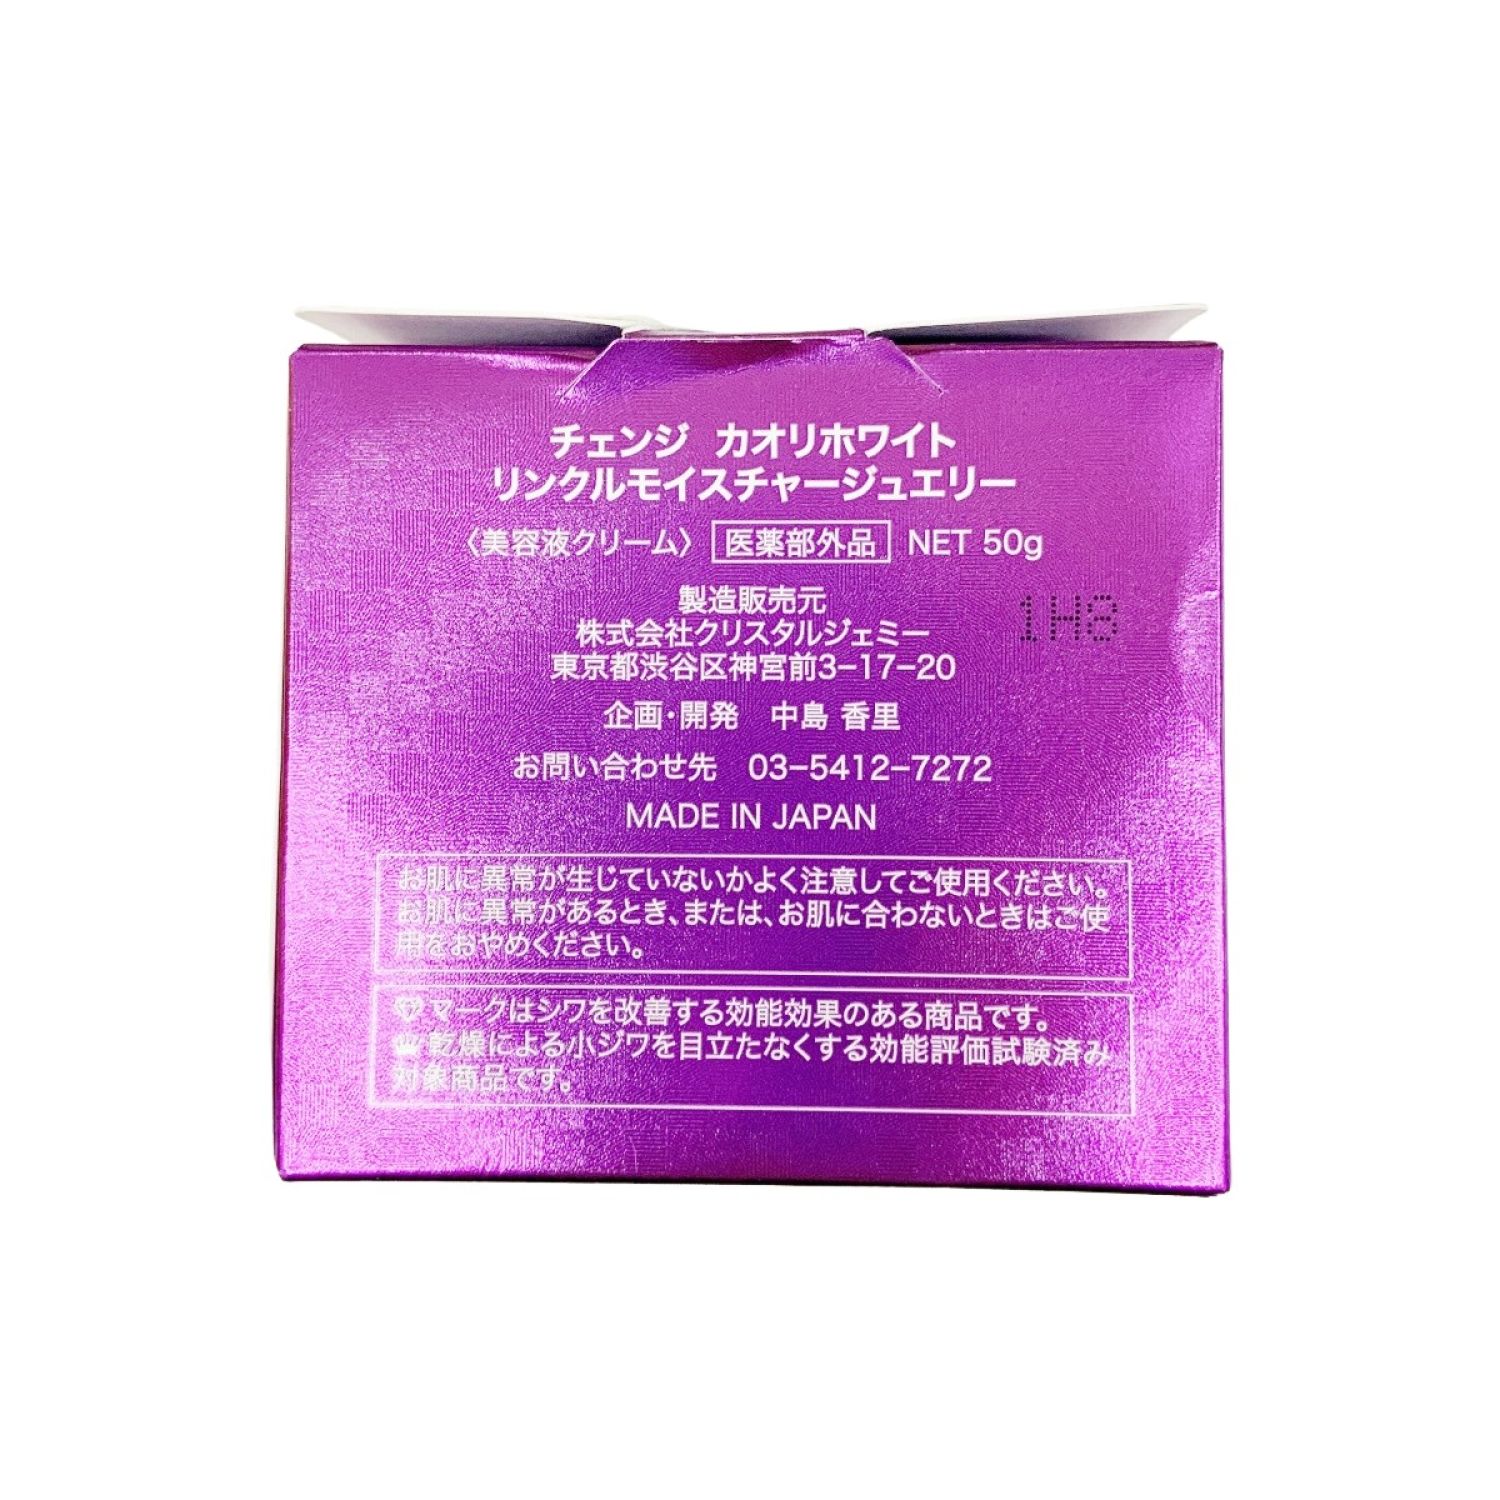 チェンジ カオリホワイト
リンクルモイスチャージュエリー
〈美容液クリーム〉 医薬部外品 NET 50g
製造販売元
株式会社クリスタルジェミー
東京都渋谷区神宮前3-17-20
1H8
企画・開発 中島 香里
お問い合わせ先 03-5412-7272
MADE IN JAPAN
お肌に異常が生じていないかよく注意してご使用ください。
お肌に異常があるとき、または、お肌に合わないときはご使
用をおやめください。
マークはシワを改善する効能効果のある商品です。
乾燥による小ジワを目立たなくする効能評価試験済み
対象商品です。